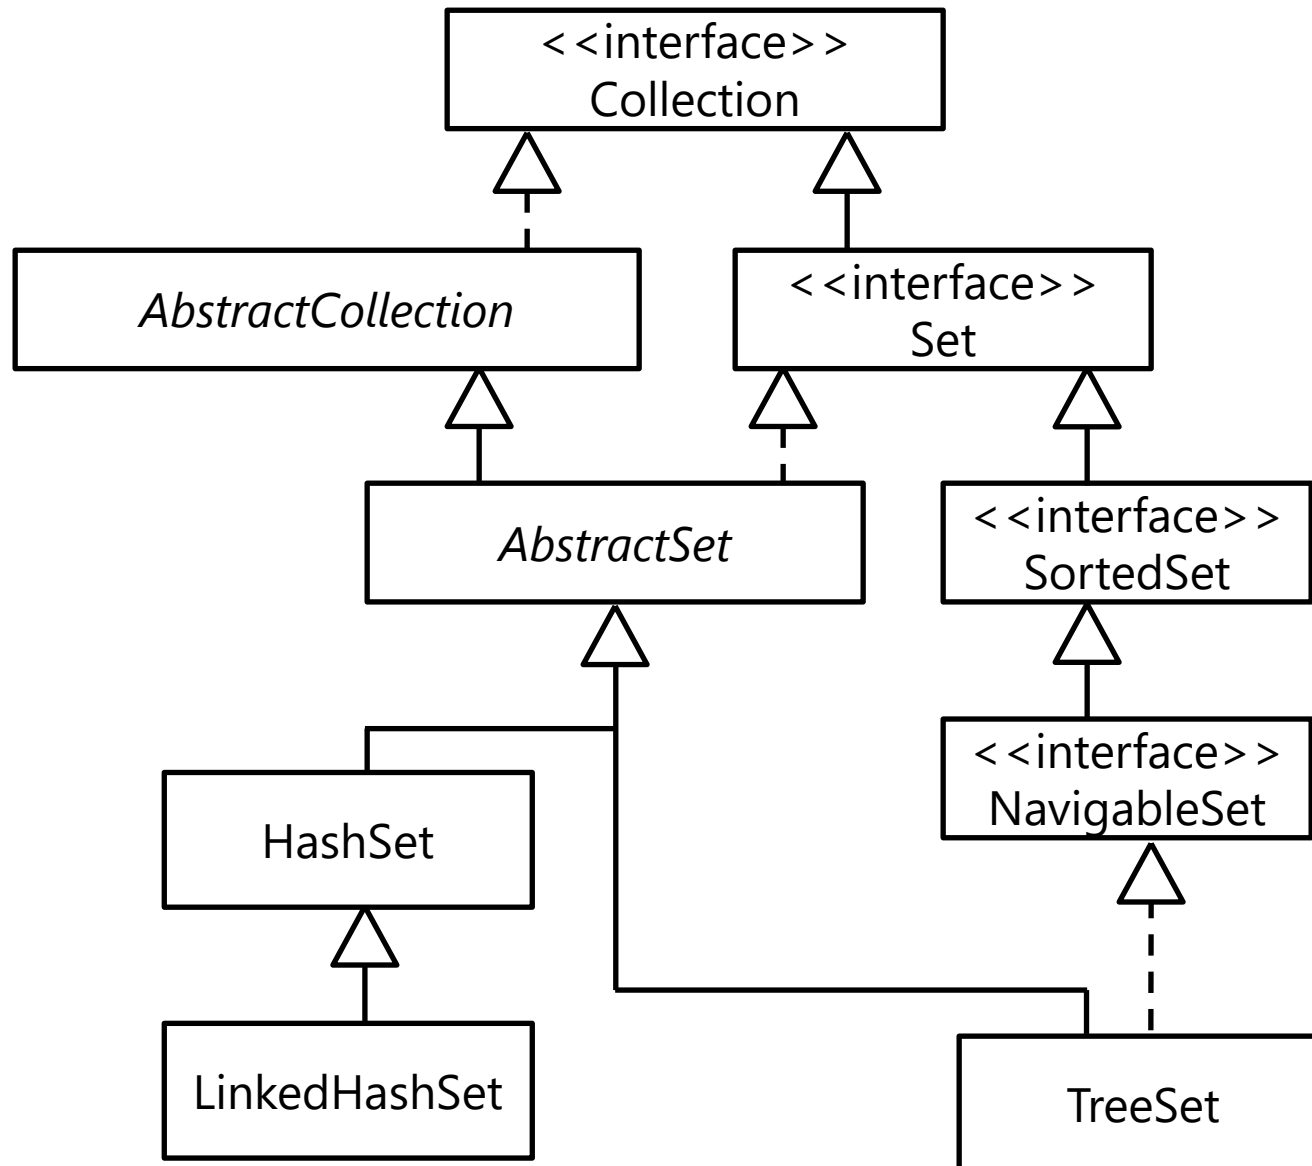 <<interface>>
Collection
AbstractCollection
<<interface>>
Set
AbstractSet
<<interface>>
SortedSet
<<interface>>
NavigableSet
HashSet
LinkedHashSet
TreeSet